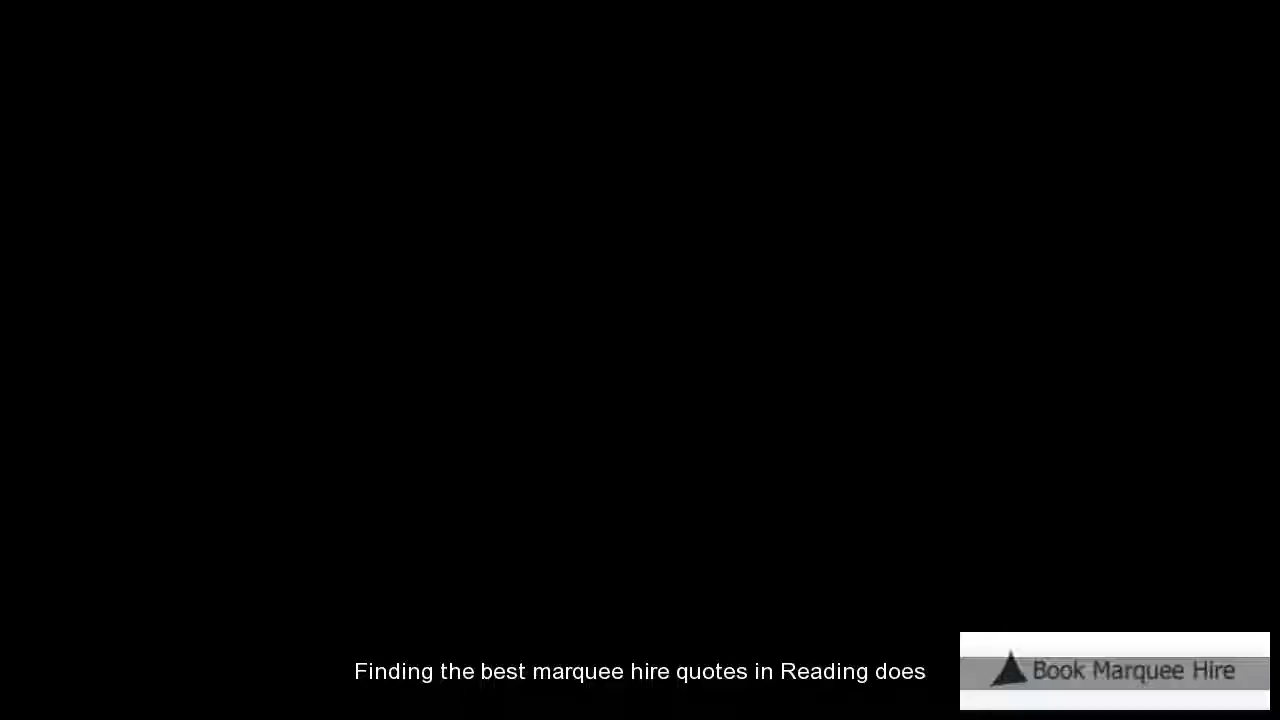 Finding the best marquee hire quotes in Reading does
Book Marquee Hire